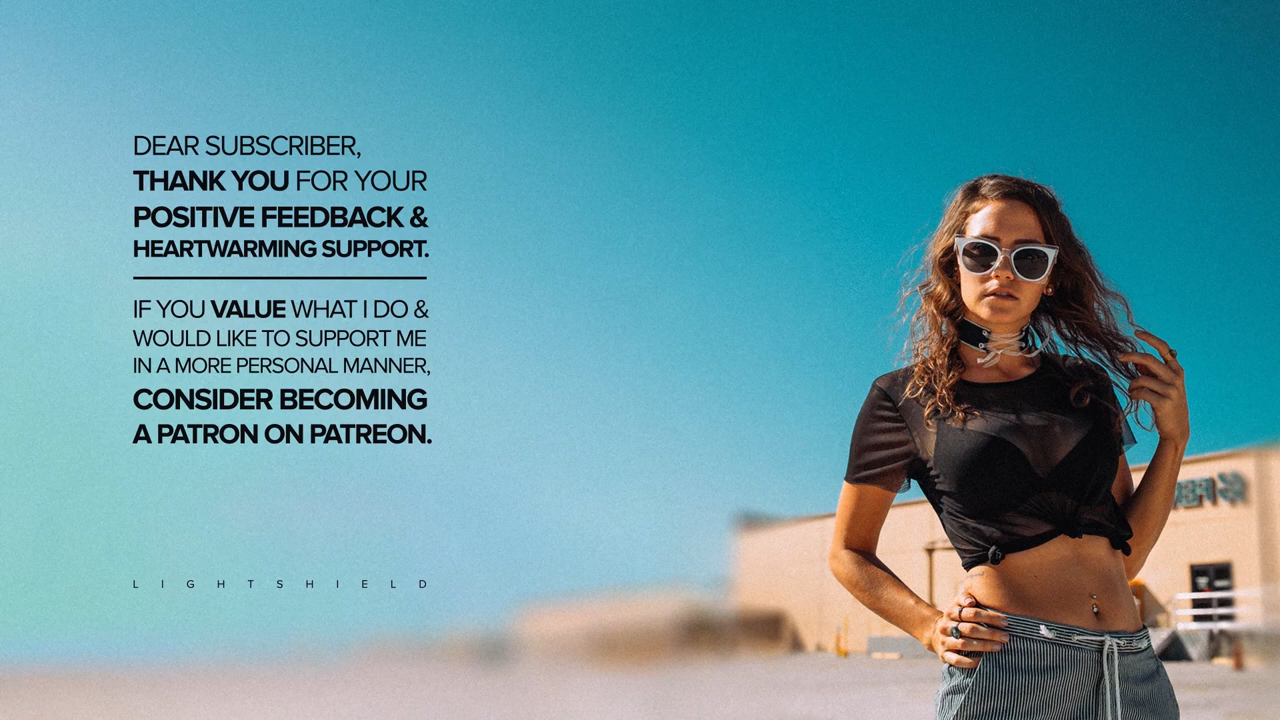 DEAR SUBSCRIBER,
THANK YOU FOR YOUR
POSITIVE FEEDBACK &
HEARTWARMING SUPPORT.
IF YOU VALUE WHAT I DO &
WOULD LIKE TO SUPPORT ME
IN A MORE PERSONAL MANNER,
CONSIDER BECOMING
A PATRON ON PATREON.
LIGHTSHIELD